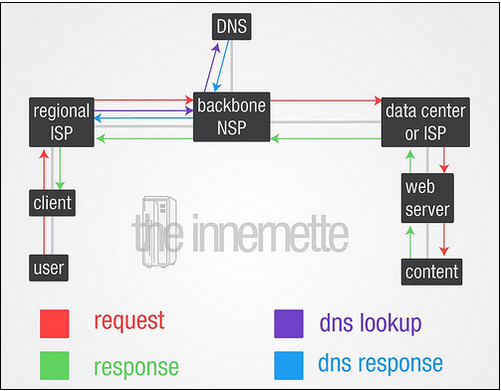 DNS
regional
ISP
backbone
NSP
data center
or ISP
client
web
server
user
content
the innernette
request
dns lookup
response
dns response